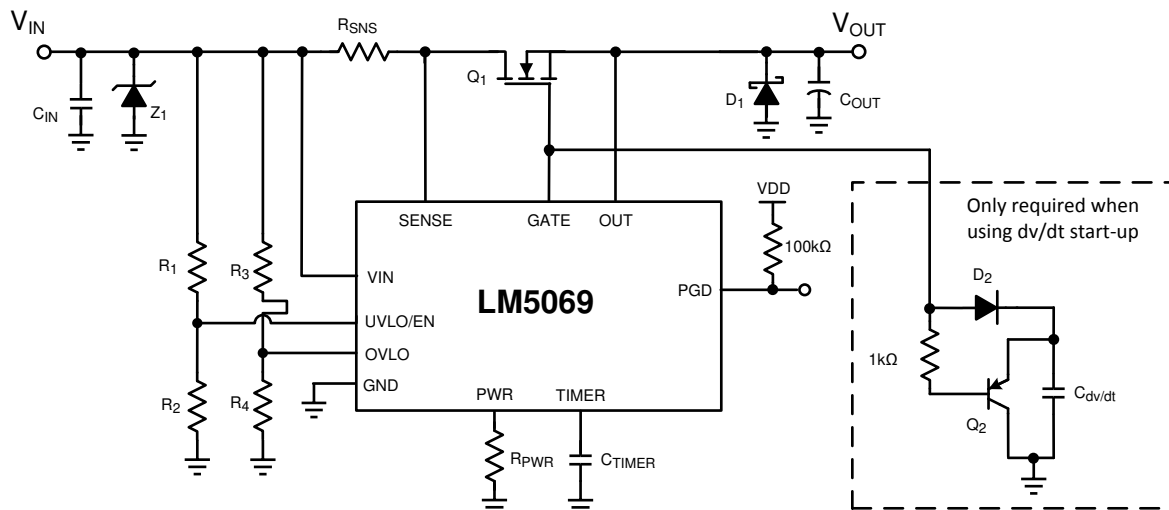 VIN
RSNS
VOUT
Q1
CIN
Z1
D1
COUT
SENSE
GATE
OUT
VDD
Only required when
using dv/dt start-up
100kΩ
R1
R3
VIN
LM5069
PGD
D2
UVLO/EN
1kΩ
OVLO
GND
R2
R4
PWR
TIMER
Q2
Cdv/dt
RPWR
CTIMER